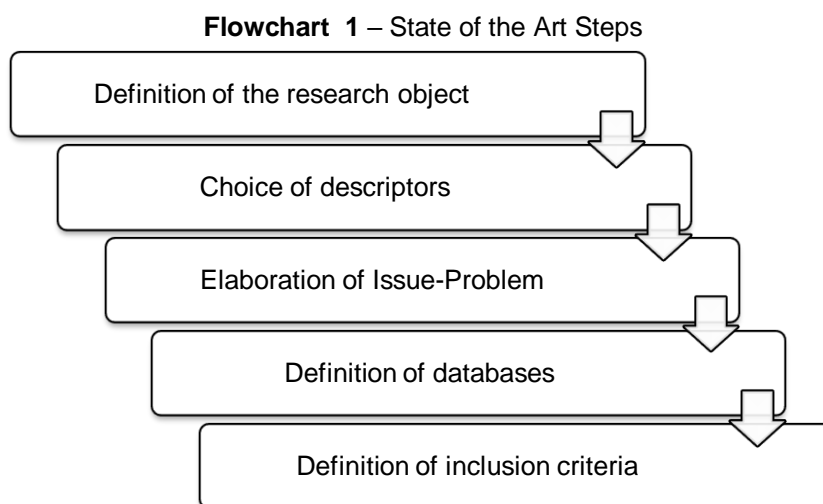 Flowchart 1 – State of the Art Steps
Definition of the research object
Choice of descriptors
Elaboration of Issue-Problem
Definition of databases
Definition of inclusion criteria